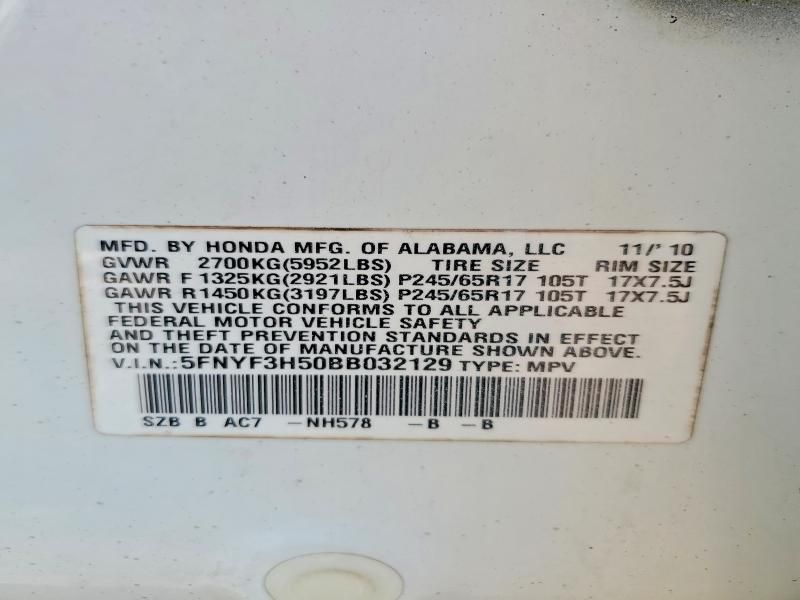 MFD. BY HONDA MFG. OF ALABAMA, LLC 11/' 10
GVWR 2700KG(5952LBS) TIRE SIZE RIM SIZE
GAWR F 1325KG(2921LBS) P245/65R17 105T 17X7.5J
GAWR R1450KG(3197LBS) P245/65R17 105T 17X7.5J
THIS VEHICLE CONFORMS TO ALL APPLICABLE
FEDERAL MOTOR VEHICLE SAFETY
AND THEFT PREVENTION STANDARDS IN EFFECT
ON THE DATE OF MANUFACTURE SHOWN ABOVE.
V.I.N.:5FNYF3H50BB032129 TYPE: MPV
SZB B AC7 -NH578 -B -B